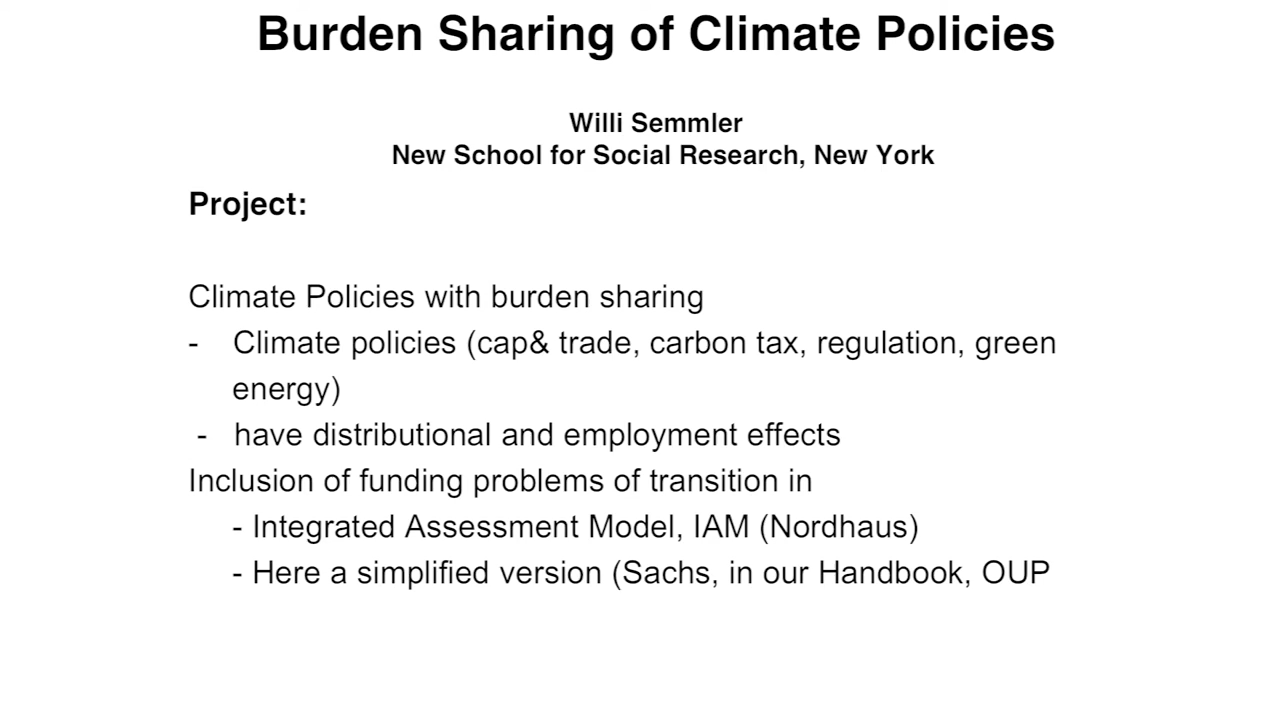 Burden Sharing of Climate Policies
Willi Semmler
New School for Social Research, New York
Project:
Climate Policies with burden sharing
- Climate policies (cap& trade, carbon tax, regulation, green
energy)
- have distributional and employment effects
Inclusion of funding problems of transition in
- Integrated Assessment Model, IAM (Nordhaus)
- Here a simplified version (Sachs, in our Handbook, OUP